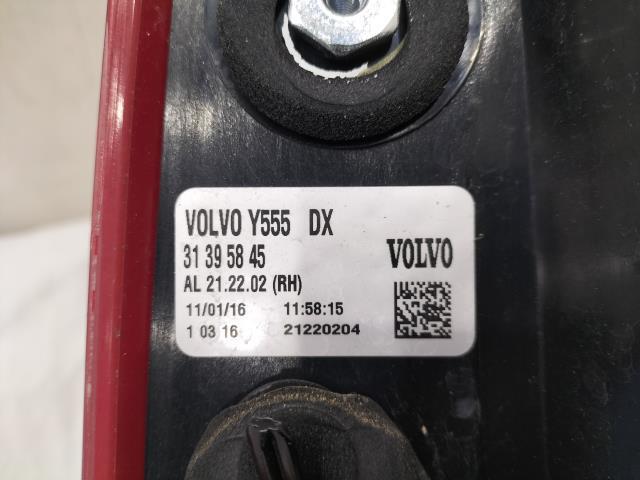 VOLVO Y555 DX
31 39 58 45
VOLVO
AL 21.22.02 (RH)
11/01/16 11:58:15
1 03 16 21220204